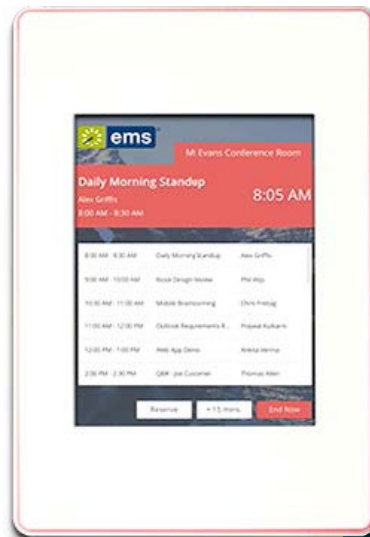 ems
Mt Evans Conference Room
Daily Morning Standup
Alex Griffis
8:05 AM
8:00 AM - 8:30 AM
8:00 AM - 8:30 AM Daily Morning Standup Alex Griffis
9:00 AM - 10:00 AM Kiosk Design Review Phil
10:30 AM - 11:00 AM Mobile Brainstorming Chris Freitag
11:00 AM - 12:00 PM Outlook Requirements R... Prajwal Kulkarni
12:00 PM - 1:00 PM Web App Demo Ankita Verma
2:00 PM - 2:30 PM QBR - Joe Customer Thomas Allen
Reserve + 15 mins End Now